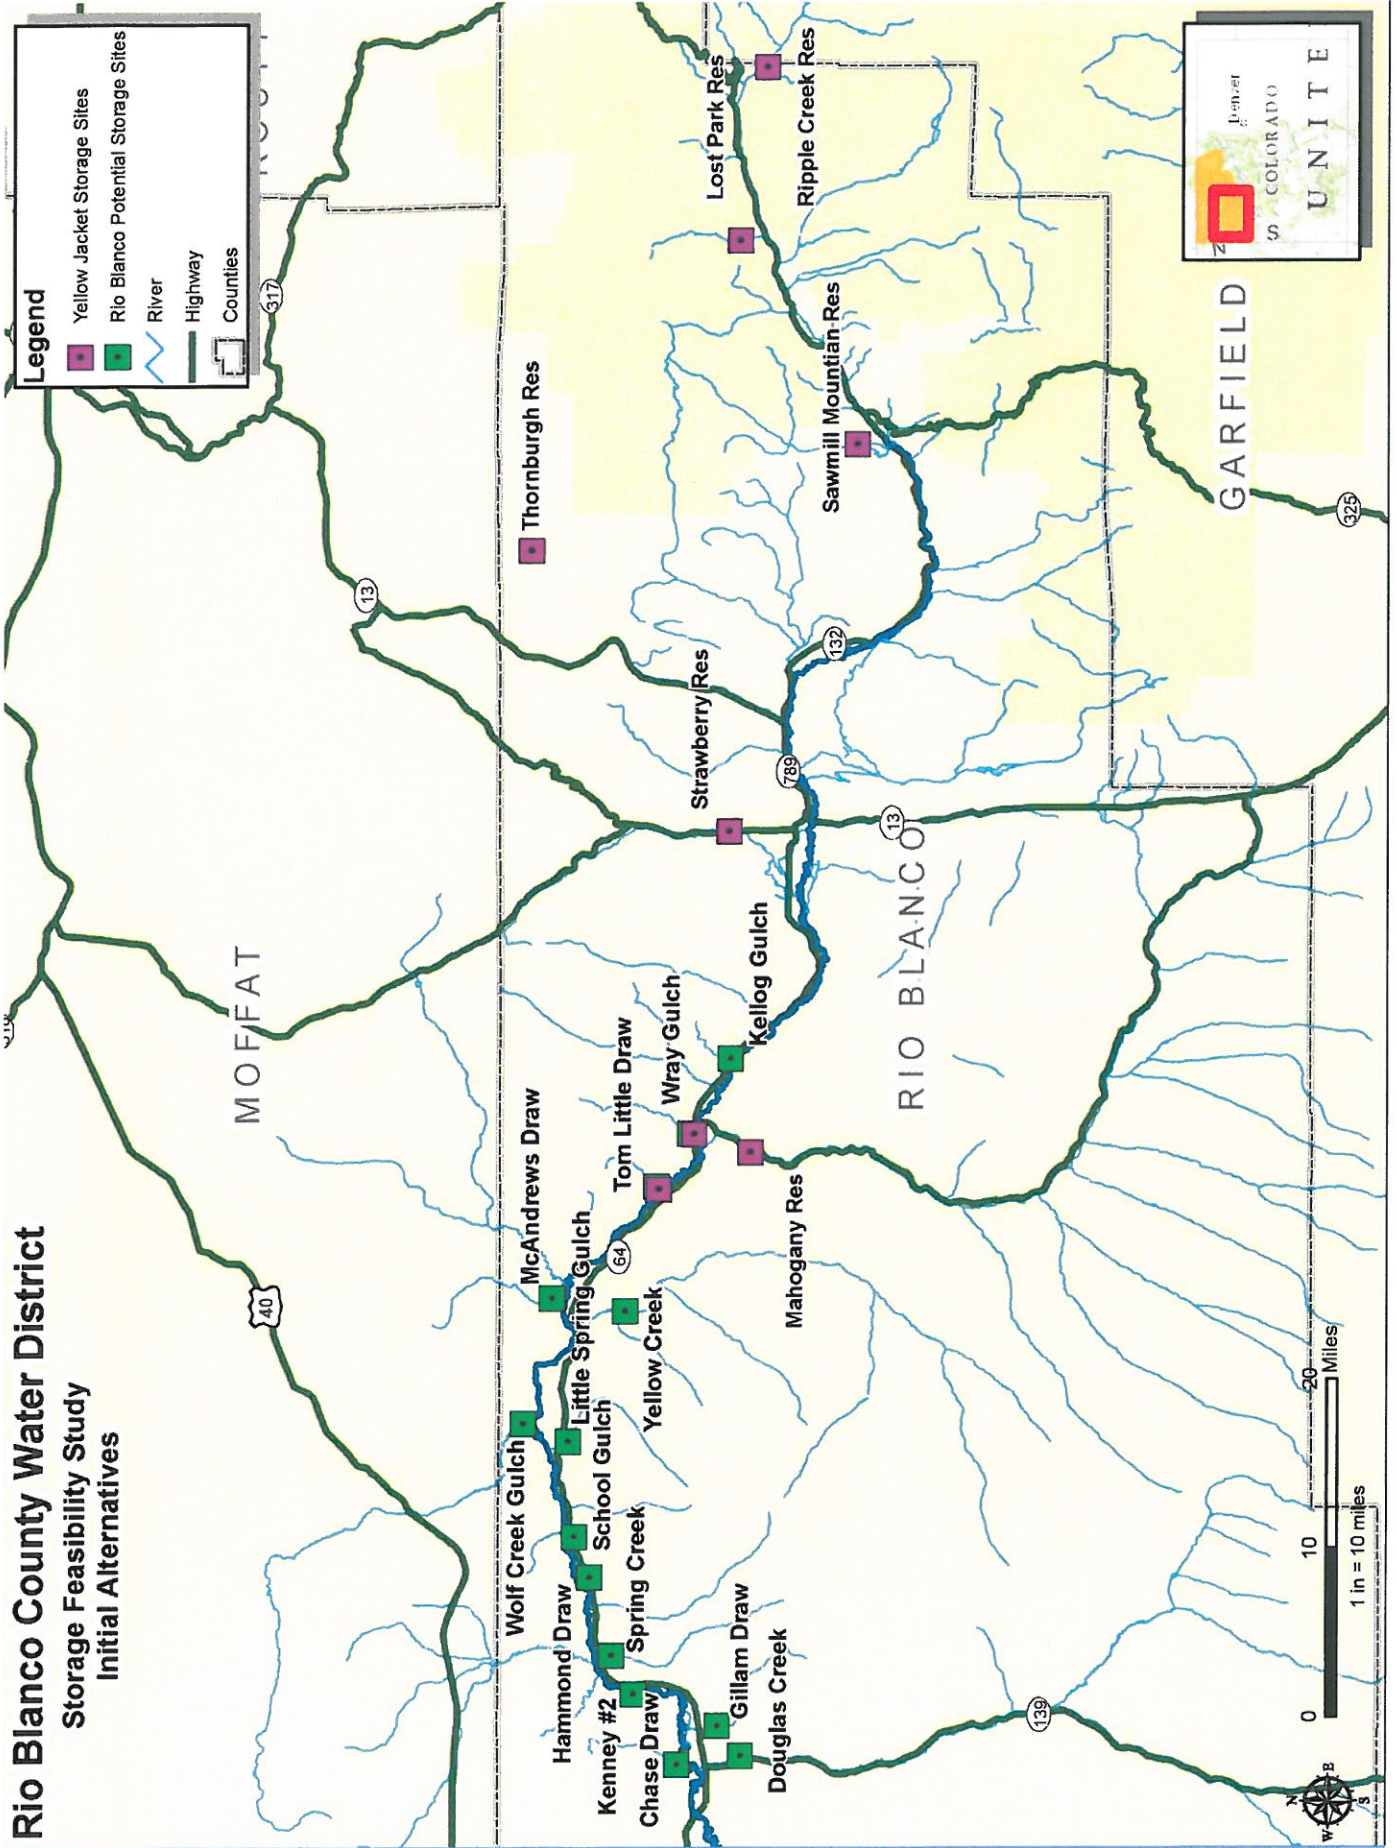 Rio Blanco County Water District
Storage Feasibility Study
Initial Alternatives
Legend
Yellow Jacket Storage Sites
Rio Blanco Potential Storage Sites
River
Highway
Counties
317
40
13
MOFFAT
Thornburgh Res
Lost Park Res
Ripple Creek Res
Sawmill Mountian Res
Strawberry Res
132
789
13
RIO BLANCO
Kellog Gulch
Wray Gulch
Tom Little Draw
McAndrews Draw
Little Spring Gulch
64
Mahogany Res
Yellow Creek
Wolf Creek Gulch
School Gulch
Hammond Draw
Spring Creek
Kenney #2
Chase Draw
Gillam Draw
Douglas Creek
139
GARFIELD
325
Denver
COLORADO
UNITE
S
0 10 20
Miles
1 in = 10 miles
N
W E
S